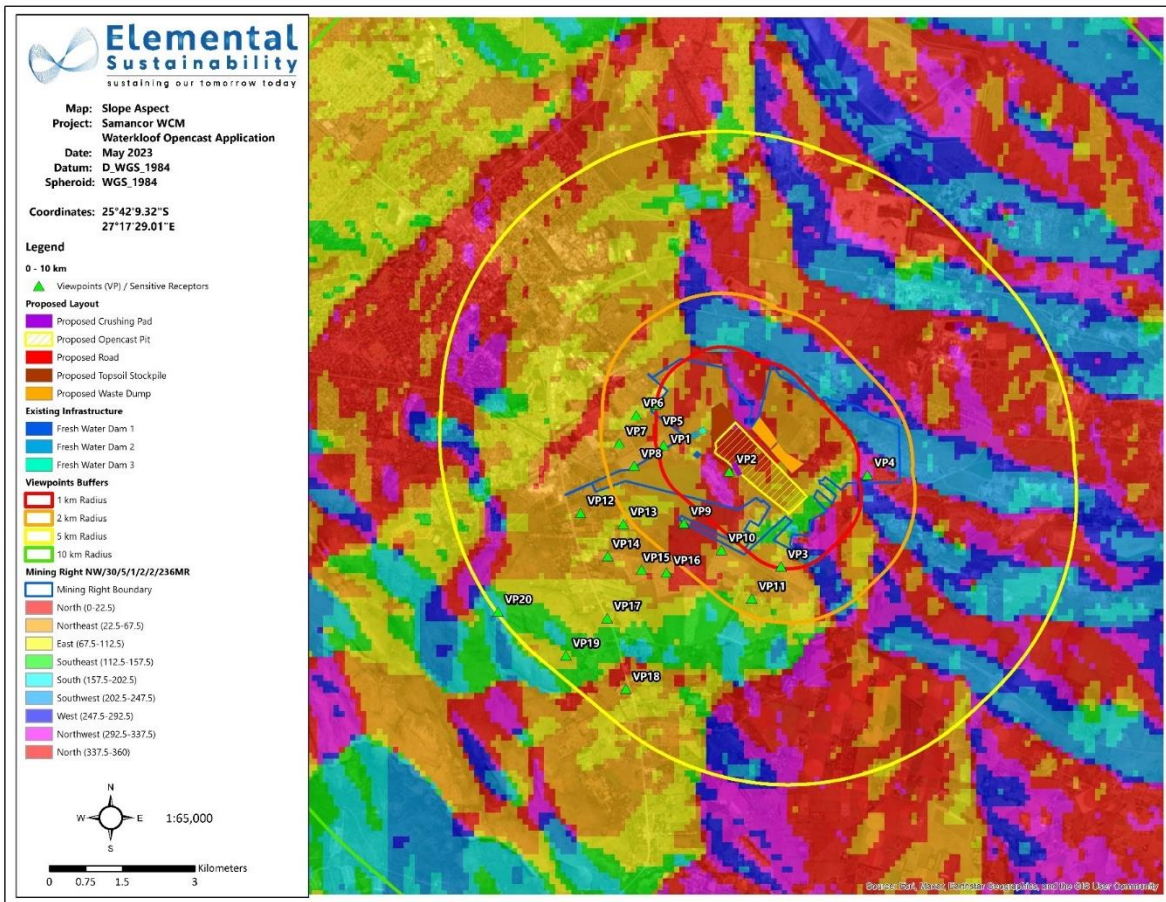 Elemental
Sustainability
sustaining our tomorrow today
Map: Slope Aspect
Project: Samancor WCM
Waterkloof Opencast Application
Date: May 2023
Datum: D_WGS_1984
Spheroid: WGS_1984
Coordinates: 25°42'9.32"S
27°17'29.01"E
Legend
0 - 10 km
Viewpoints (VP) / Sensitive Receptors
Proposed Layout
Proposed Crushing Pad
Proposed Opencast Pit
Proposed Road
Proposed Topsoil Stockpile
Proposed Waste Dump
Existing Infrastructure
Fresh Water Dam 1
Fresh Water Dam 2
Fresh Water Dam 3
Viewpoints Buffers
1 km Radius
2 km Radius
5 km Radius
10 km Radius
Mining Right NW/30/5/1/2/2/236MR
Mining Right Boundary
North (0-22.5)
Northeast (22.5-67.5)
East (67.5-112.5)
Southeast (112.5-157.5)
South (157.5-202.5)
Southwest (202.5-247.5)
West (247.5-292.5)
Northwest (292.5-337.5)
North (337.5-360)
N
W E
S
1:65,000
Kilometers
0 0.75 1.5 3
VP6
VP5
VP7
VP1
VP8
VP2
VP4
VP12
VP13
VP9
VP14
VP10
VP15
VP16
VP3
VP11
VP20
VP17
VP19
VP18
Source: Esri, Maxar, Earthstar Geographics, and the GIS User Community